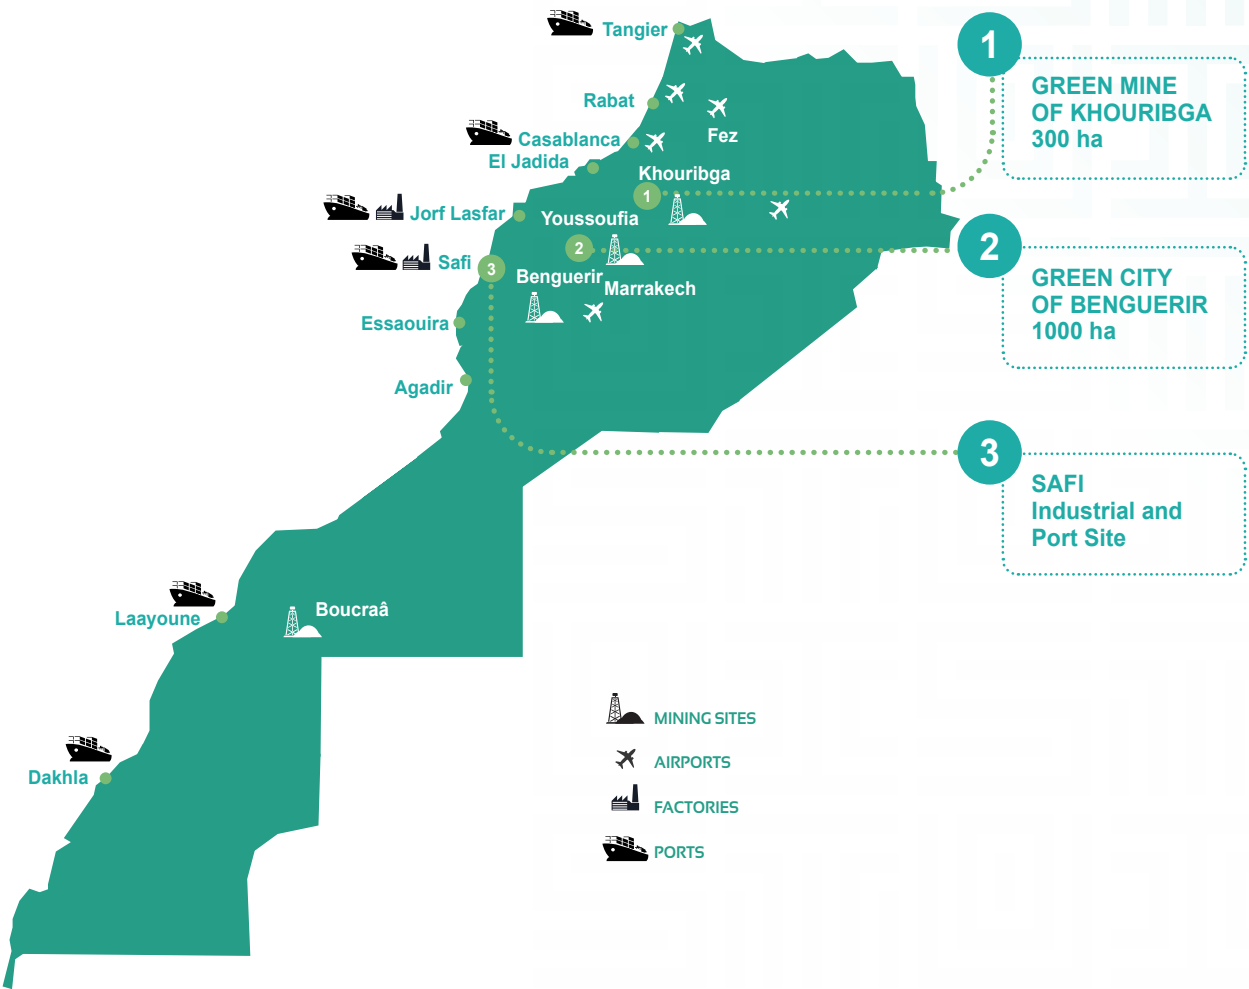 Tangier
Rabat
Fez
Casablanca
El Jadida
Khouribga
1
Jorf Lasfar
Youssoufia
2
Safi
3
Benguerir
Marrakech
Essaouira
Agadir
Laayoune
Boucraâ
Dakhla
1
GREEN MINE
OF KHOURIBGA
300 ha
2
GREEN CITY
OF BENGUERIR
1000 ha
3
SAFI
Industrial and
Port Site
MINING SITES
AIRPORTS
FACTORIES
PORTS